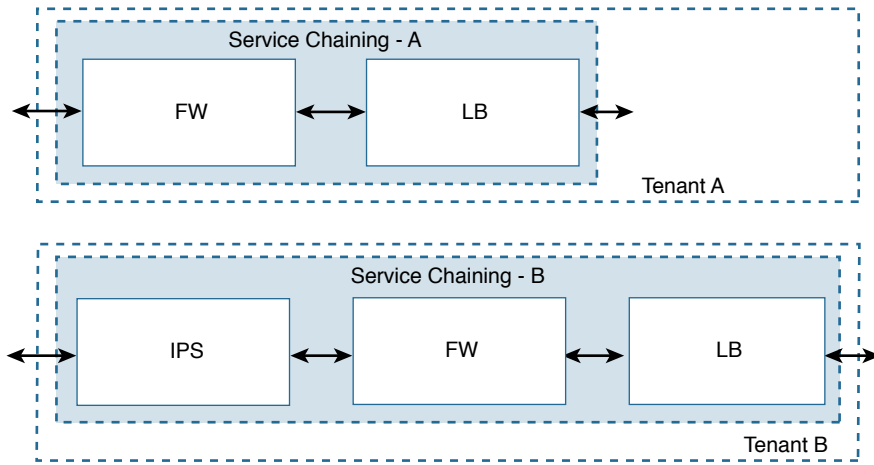 Service Chaining - A
FW
LB
Tenant A
Service Chaining - B
IPS
FW
LB
Tenant B